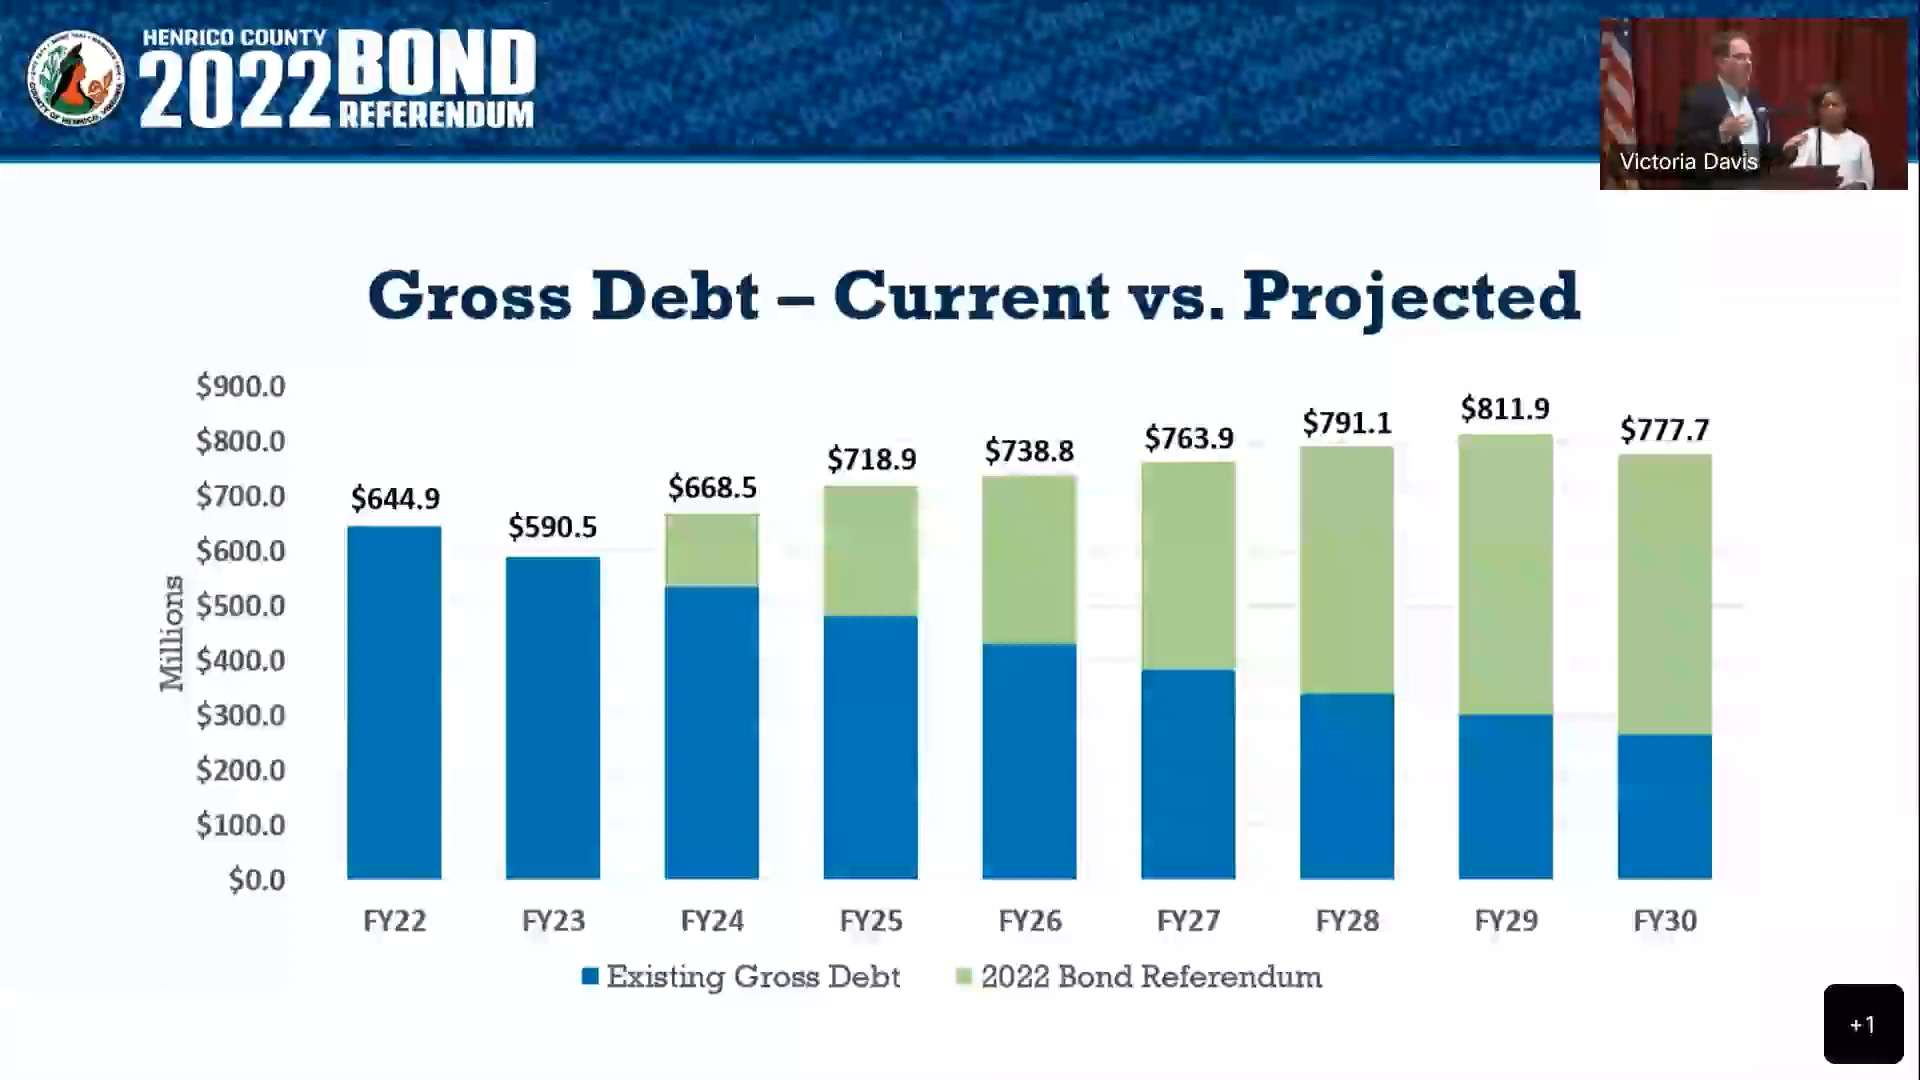 HENRICO COUNTY
2022 BOND
REFERENDUM
Victoria Davis
Gross Debt – Current vs. Projected
$900.0
$800.0
$700.0
$600.0
$500.0
$400.0
$300.0
$200.0
$100.0
$0.0
Millions
$644.9
$590.5
$668.5
$718.9
$738.8
$763.9
$791.1
$811.9
$777.7
FY22 FY23 FY24 FY25 FY26 FY27 FY28 FY29 FY30
Existing Gross Debt 2022 Bond Referendum
+1